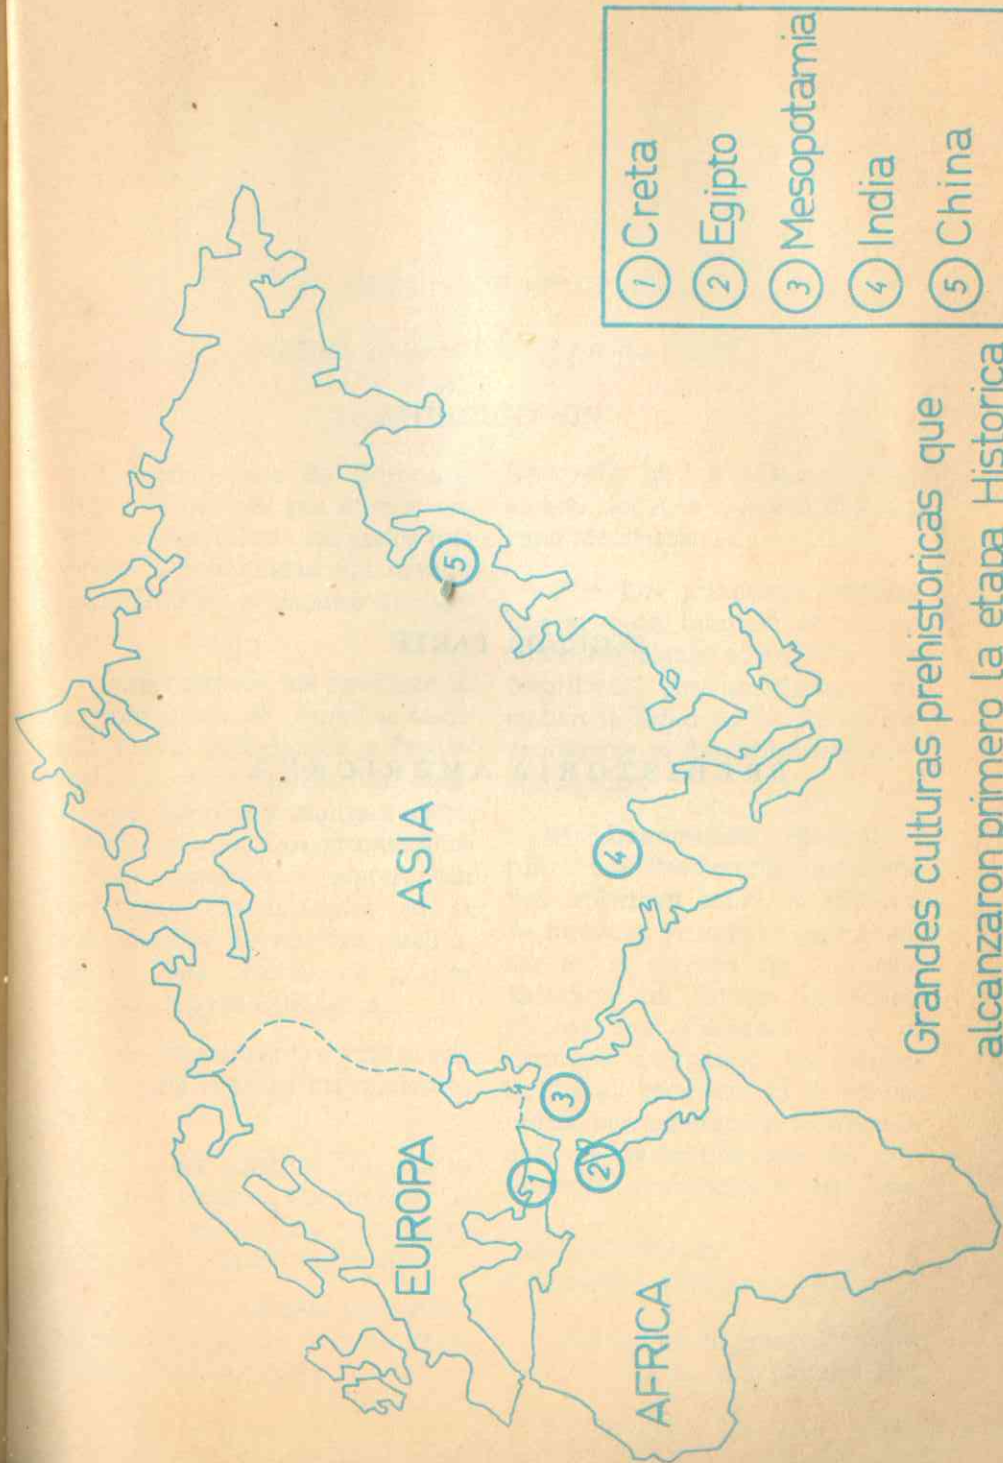 EUROPA
ASIA
AFRICA
1
2
3
4
5
1 Creta
2 Egipto
3 Mesopotamia
4 India
5 China
Grandes culturas prehistoricas que
alcanzaron primero la etapa Historica